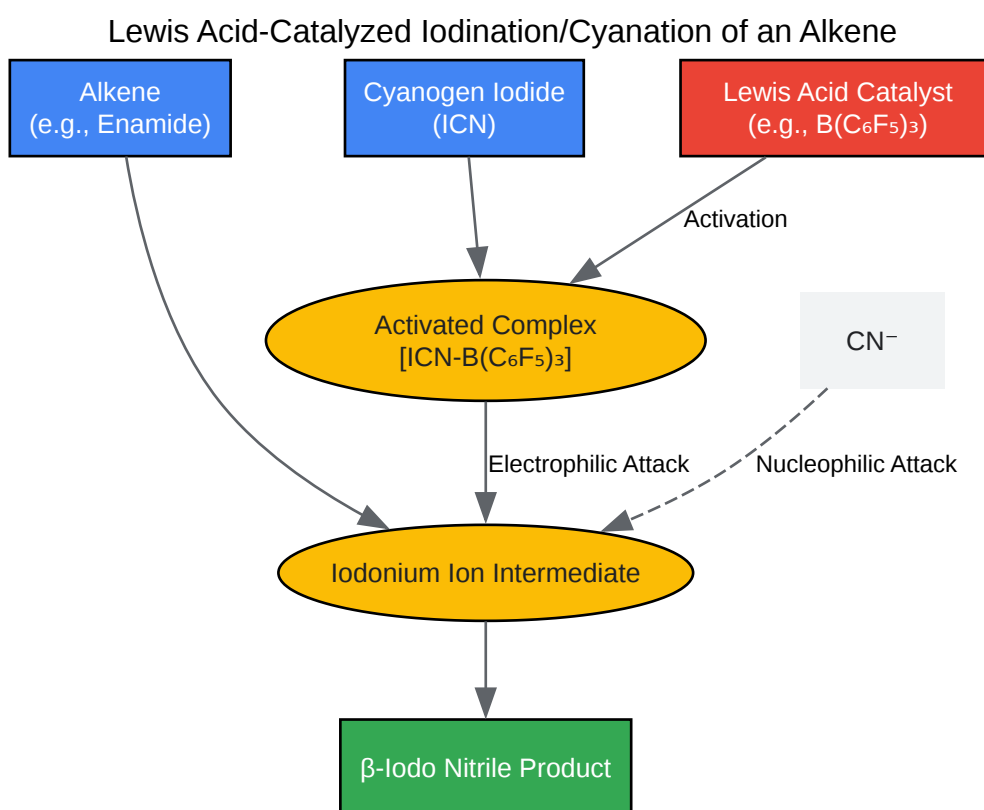 Lewis Acid-Catalyzed Iodination/Cyanation of an Alkene
Alkene
(e.g., Enamide)
Cyanogen Iodide
(ICN)
Lewis Acid Catalyst
(e.g., B(C₆F₅)₃)
Activation
Activated Complex
[ICN-B(C₆F₅)₃]
CN⁻
Electrophilic Attack
Nucleophilic Attack
Iodonium Ion Intermediate
β-Iodo Nitrile Product